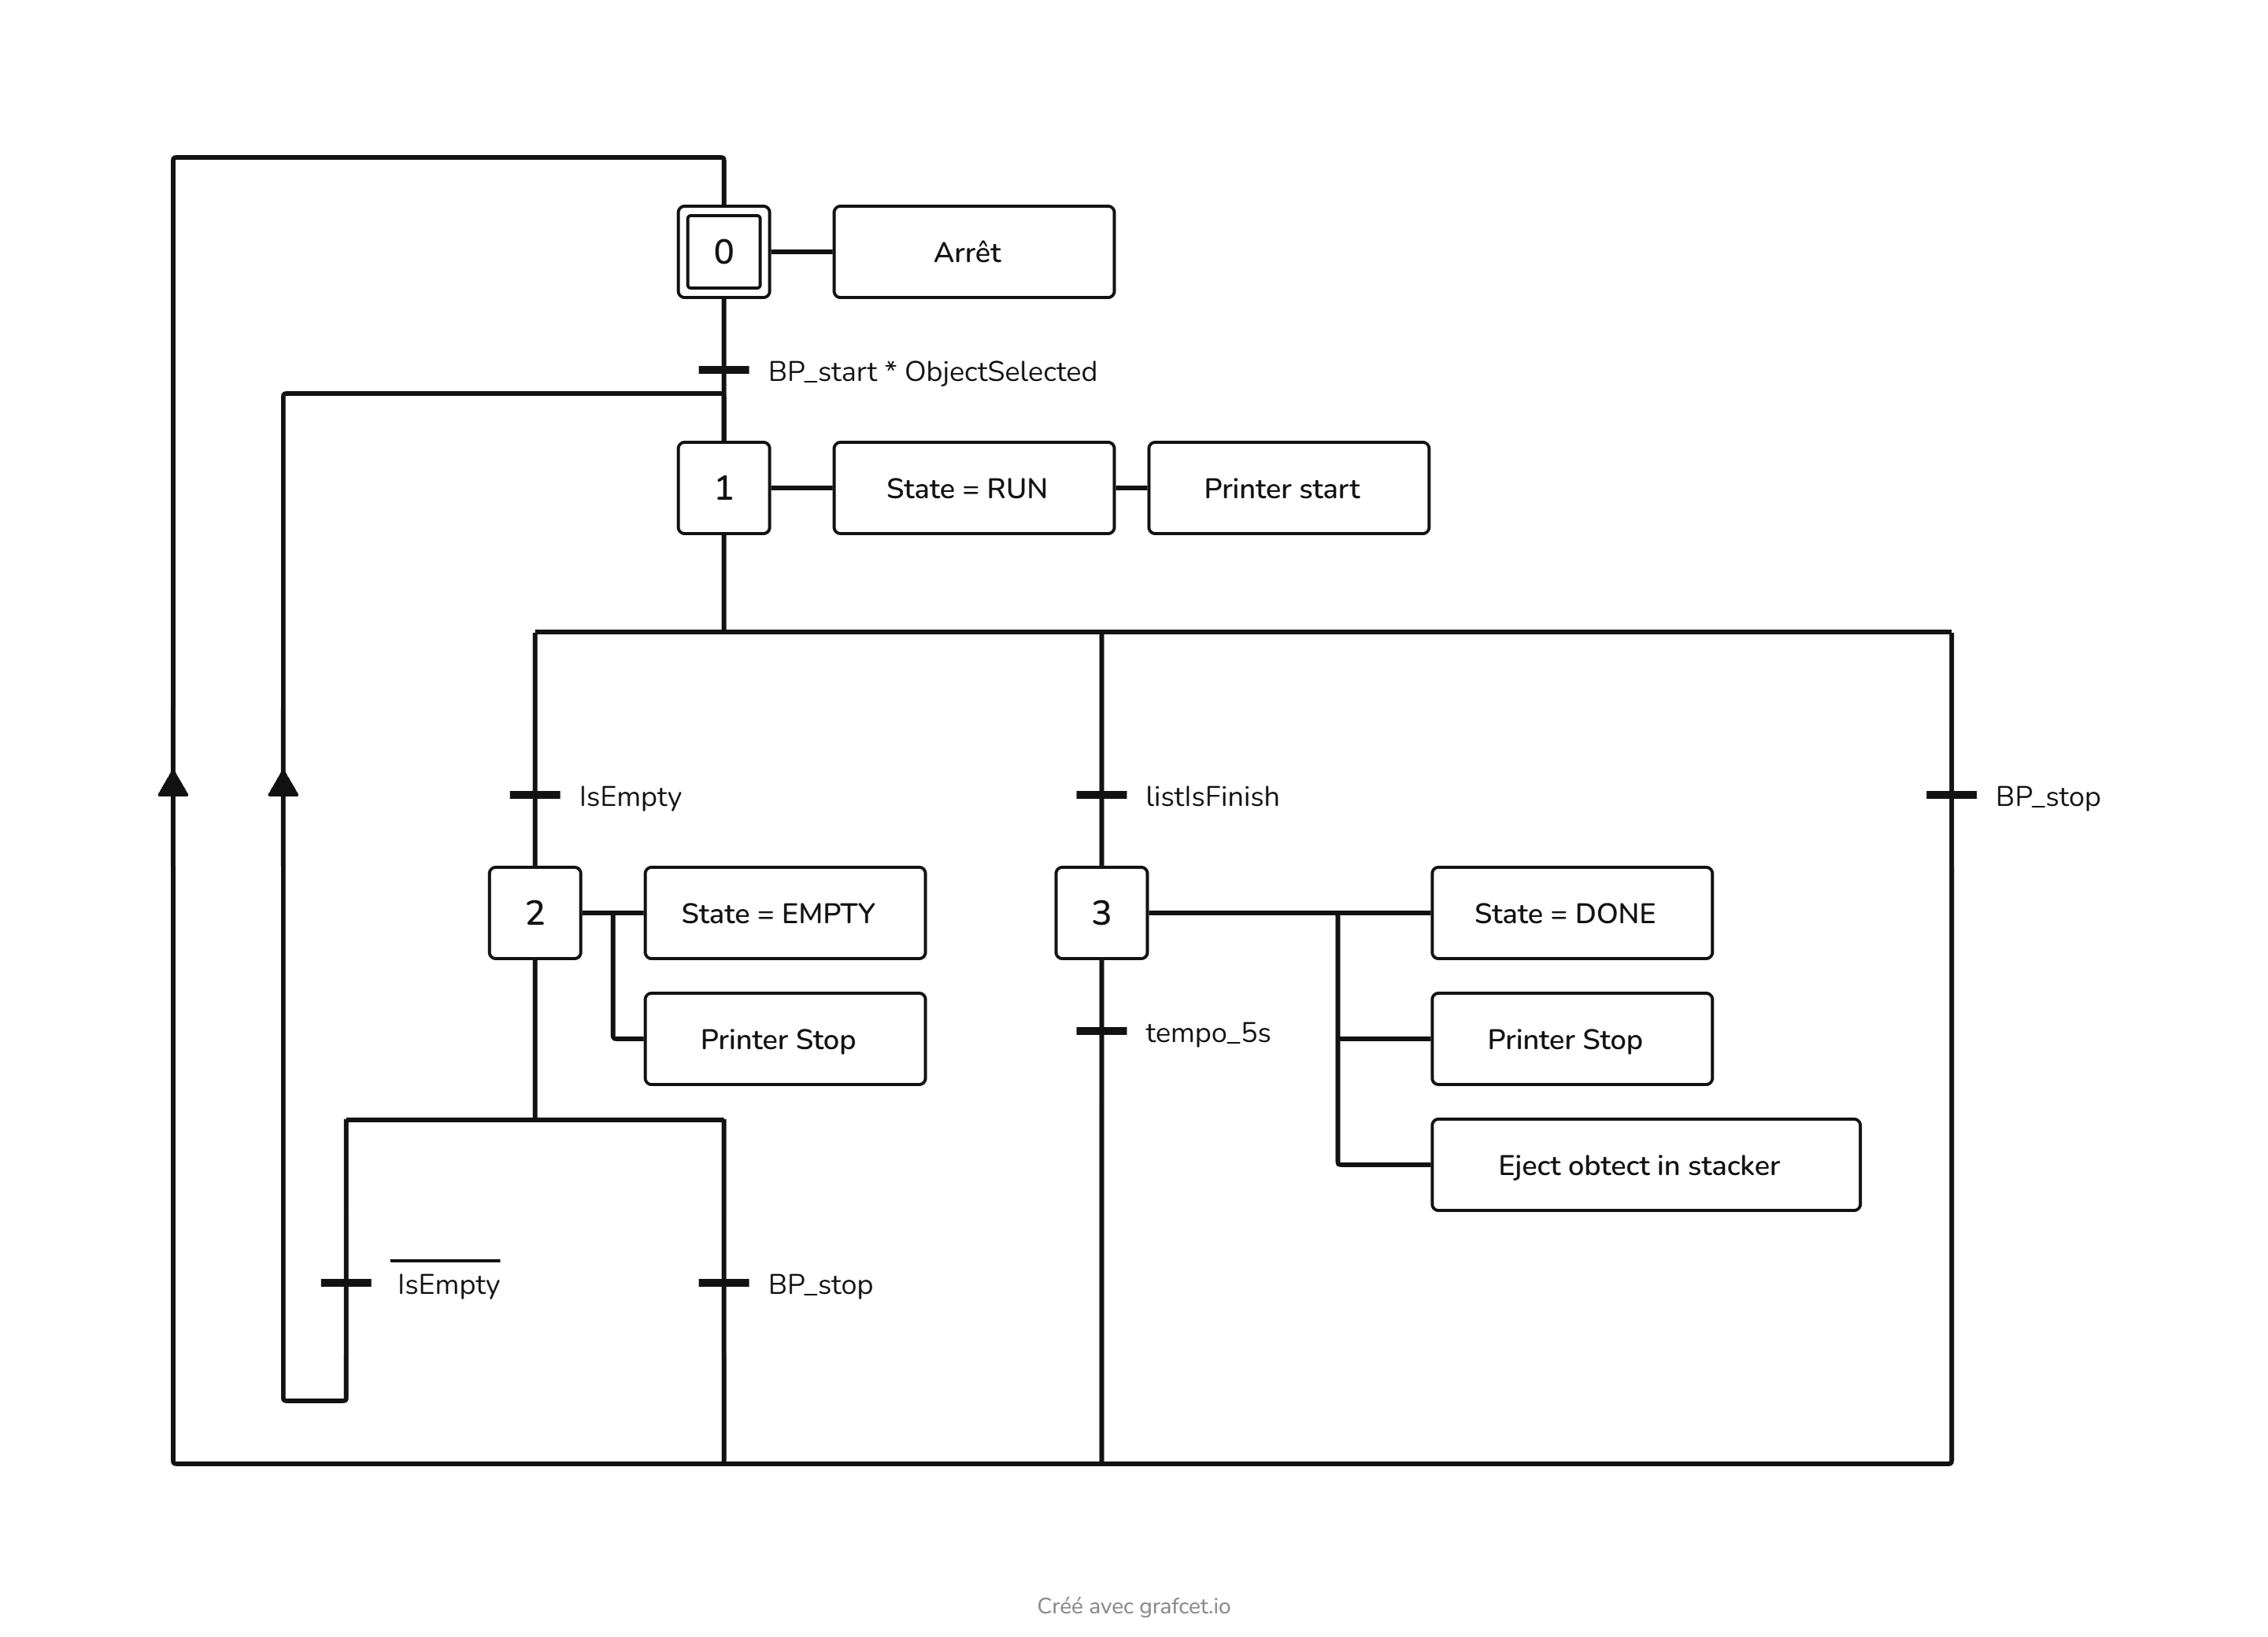 0
Arrêt
BP_start * ObjectSelected
1
State = RUN
Printer start
IsEmpty
listIsFinish
BP_stop
2
State = EMPTY
3
State = DONE
Printer Stop
tempo_5s
Printer Stop
Eject obtect in stacker
IsEmpty
BP_stop
Créé avec grafcet.io